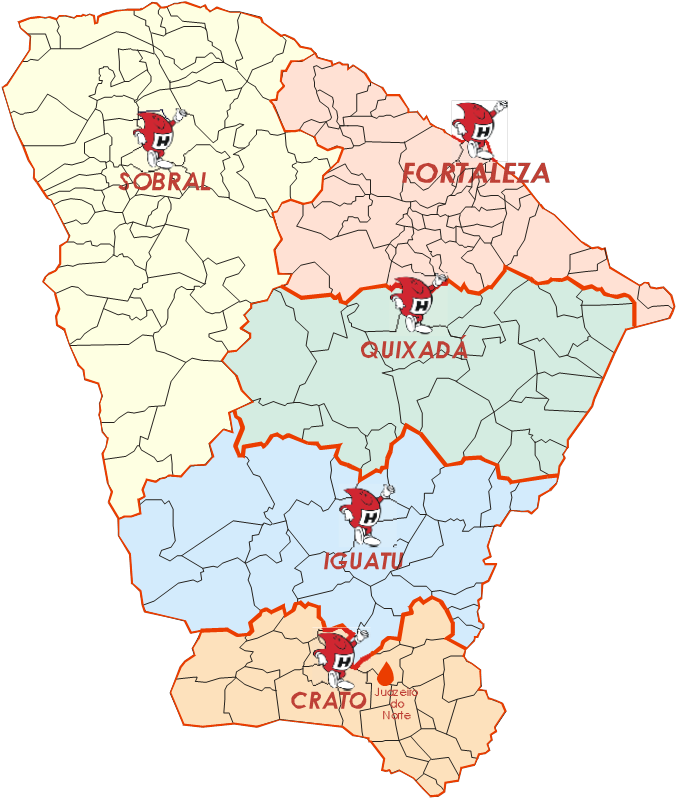 H
FORTALEZA
H
SOBRAL
H
QUIXADÁ
H
IGUATU
H
CRATO
Juazeiro
do
Norte